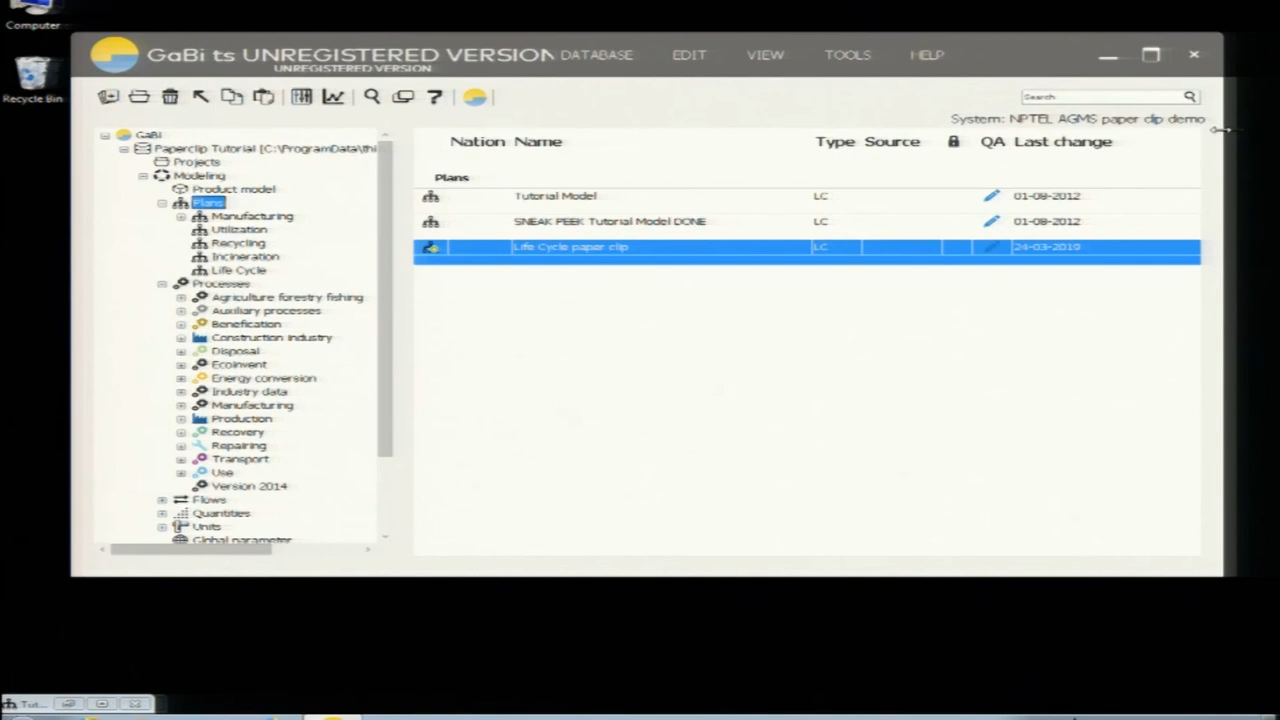 Computer
GaBi ts UNREGISTERED VERSION DATABASE EDIT VIEW TOOLS HELP
UNREGISTERED VERSION
Recycle Bin
Search
System: NPTEL AGMS paper clip demo
GaBi
Paperclip Tutorial [C:\ProgramData\thi
Projects
Modeling
Product model
Plans
Manufacturing
Utilization
Recycling
Incineration
Life Cycle
Processes
Agriculture forestry fishing
Auxiliary processes
Benefication
Construction industry
Disposal
Ecoinvent
Energy conversion
Industry data
Manufacturing
Production
Recovery
Repairing
Transport
Use
Version 2014
Flows
Quantities
Units
Global parameter
Nation Name Type Source QA Last change
Plans
Tutorial Model LC 01-08-2012
SNEAK PEEK Tutorial Model DONE LC 01-08-2012
Life Cycle paper clip LC 24-03-2019
Tut...